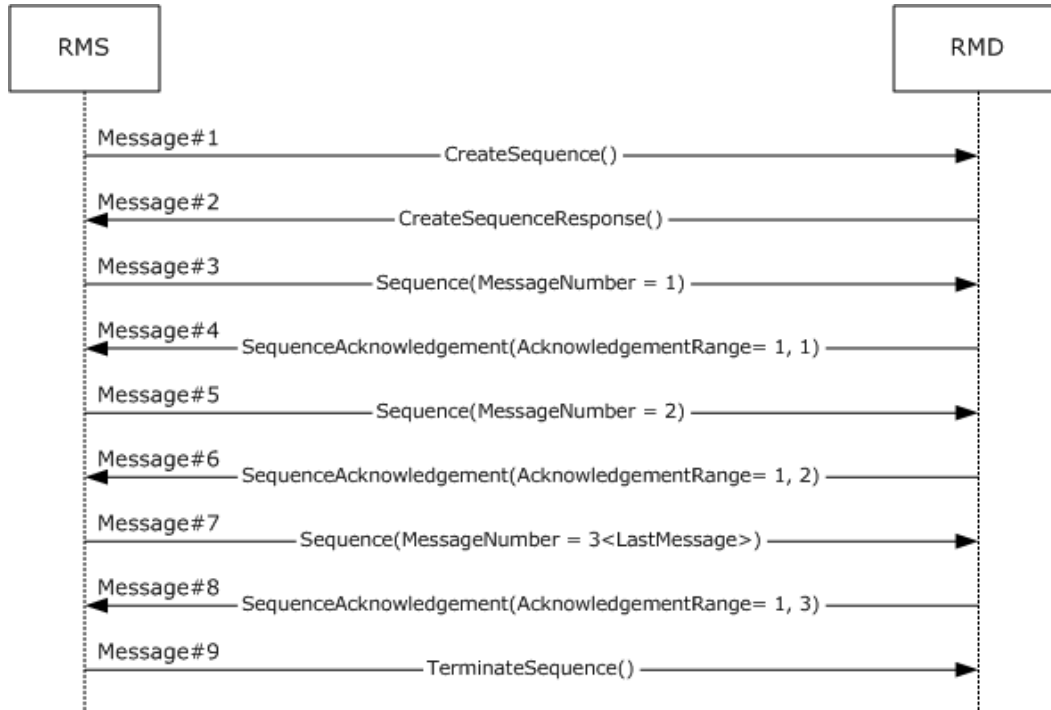 RMS
RMD
Message#1
CreateSequence()
Message#2
CreateSequenceResponse()
Message#3
Sequence(MessageNumber = 1)
Message#4
SequenceAcknowledgement(AcknowledgementRange= 1, 1)
Message#5
Sequence(MessageNumber = 2)
Message#6
SequenceAcknowledgement(AcknowledgementRange= 1, 2)
Message#7
Sequence(MessageNumber = 3<LastMessage>)
Message#8
SequenceAcknowledgement(AcknowledgementRange= 1, 3)
Message#9
TerminateSequence()